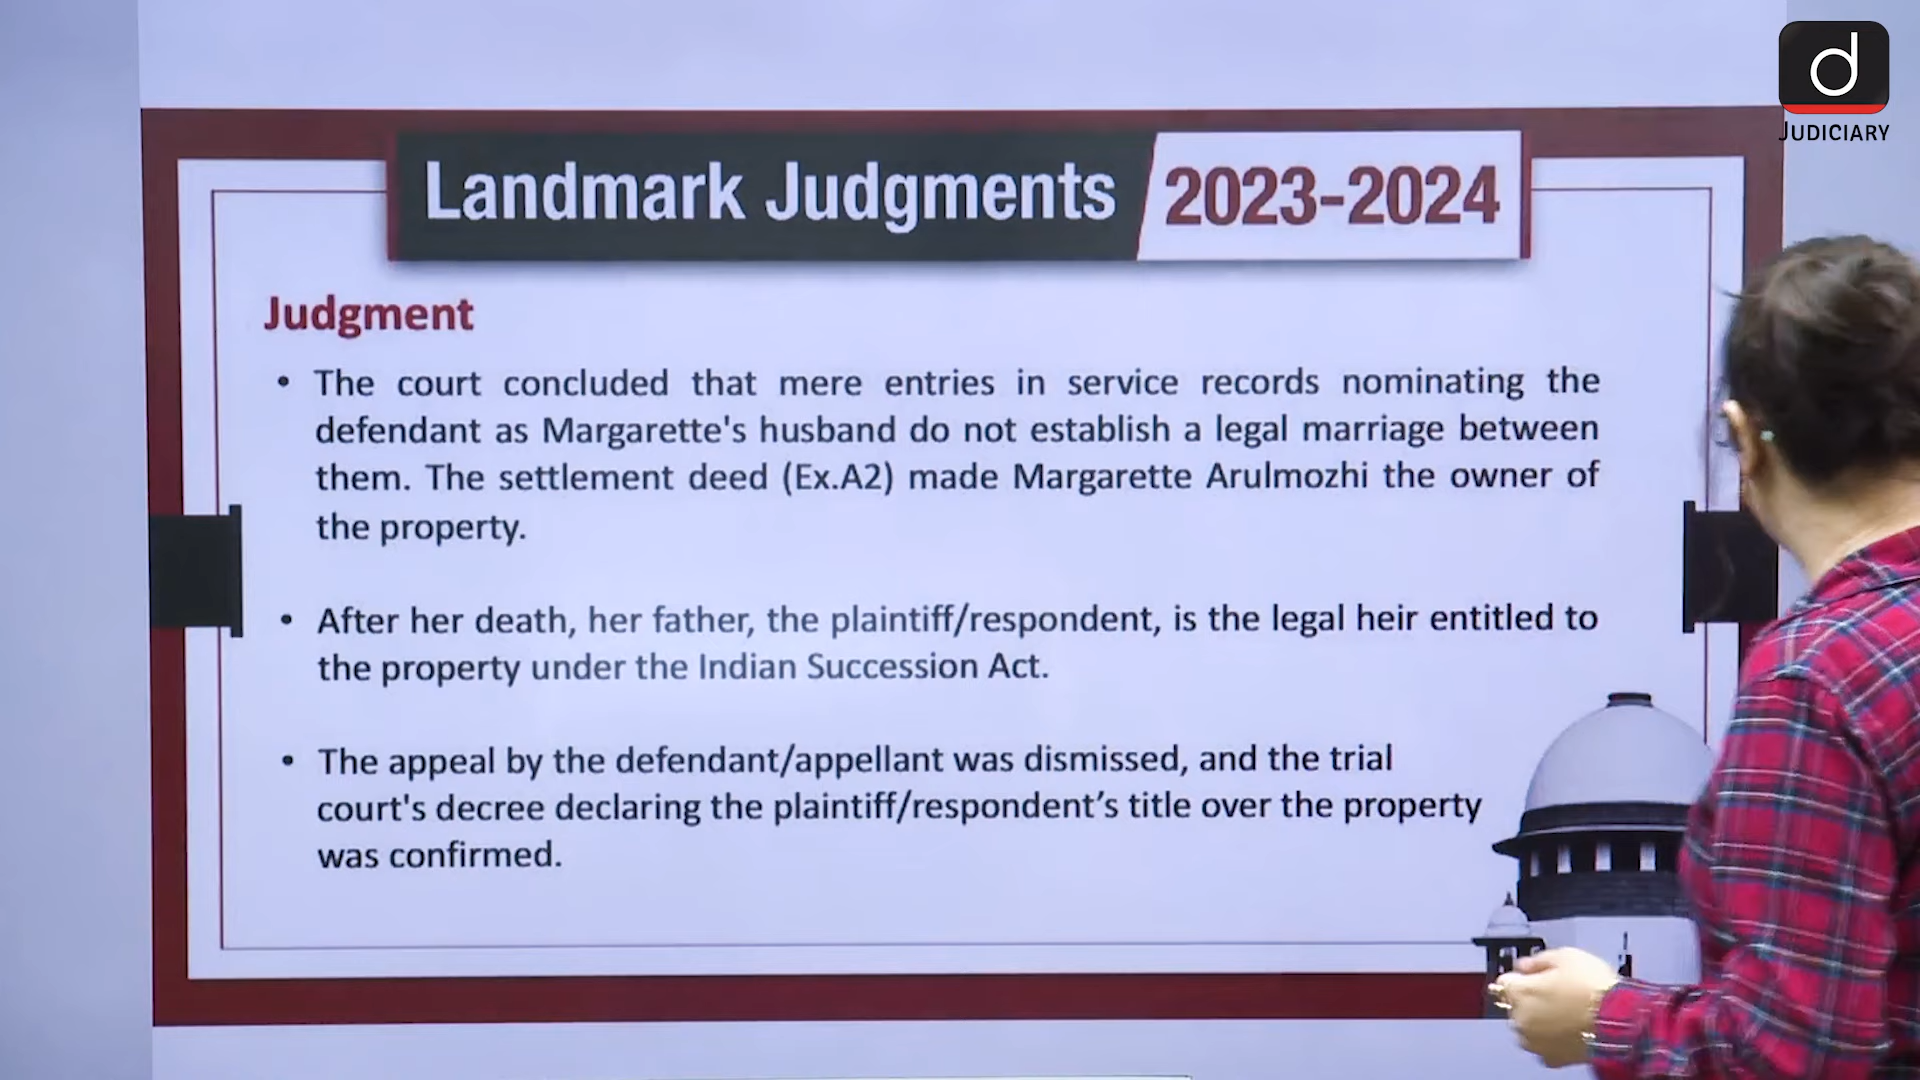 d
JUDICIARY
Landmark Judgments 2023-2024
Judgment
• The court concluded that mere entries in service records nominating the
defendant as Margarette's husband do not establish a legal marriage between
them. The settlement deed (Ex.A2) made Margarette Arulmozhi the owner of
the property.
• After her death, her father, the plaintiff/respondent, is the legal heir entitled to
the property under the Indian Succession Act.
• The appeal by the defendant/appellant was dismissed, and the trial
court's decree declaring the plaintiff/respondent’s title over the property
was confirmed.